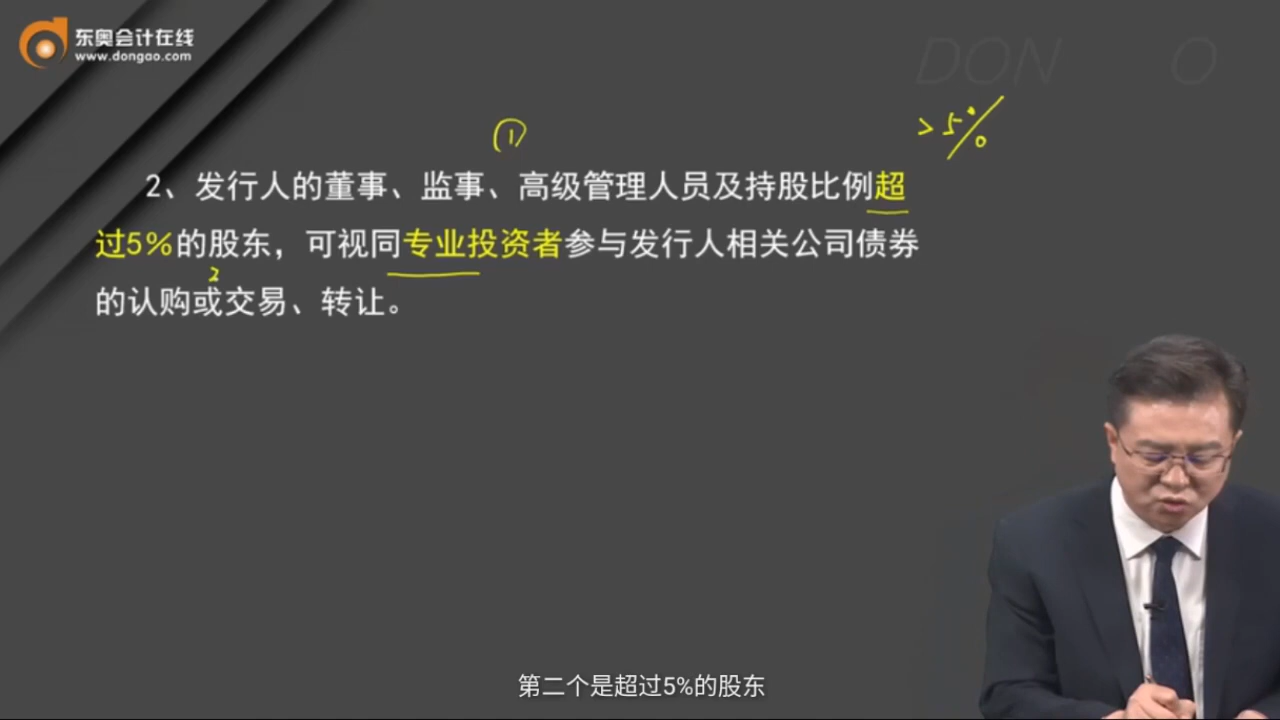 东奥会计在线
www.dongao.com
DON O
①
>5%
2、发行人的董事、监事、高级管理人员及持股比例超
过5%的股东，可视同专业投资者参与发行人相关公司债券
2
的认购或交易、转让。
第二个是超过5%的股东